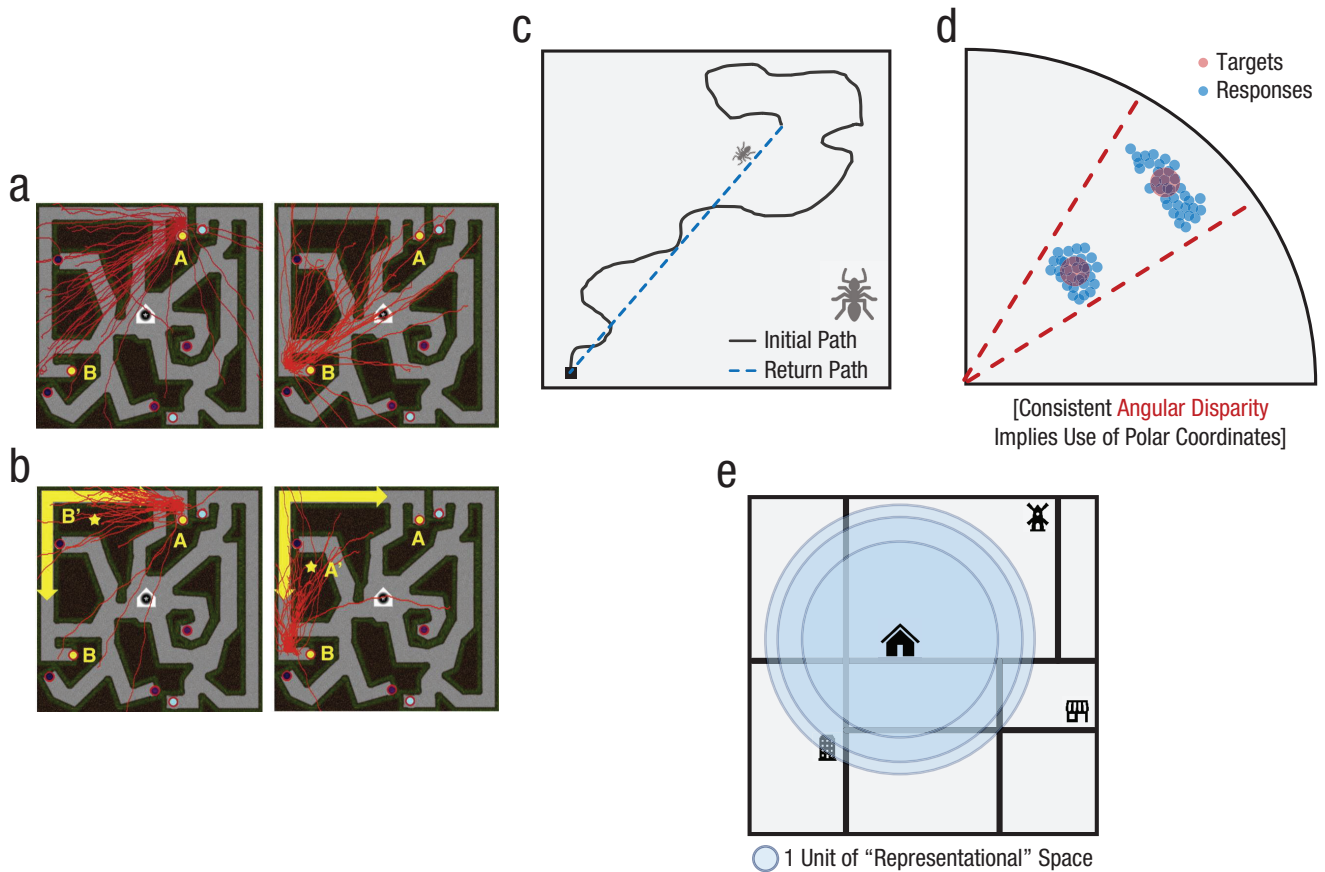 a
A
B
A
B
b
B'
A
B
A
A'
B
c
Initial Path
Return Path
d
Targets
Responses
[Consistent Angular Disparity
Implies Use of Polar Coordinates]
e
1 Unit of “Representational” Space